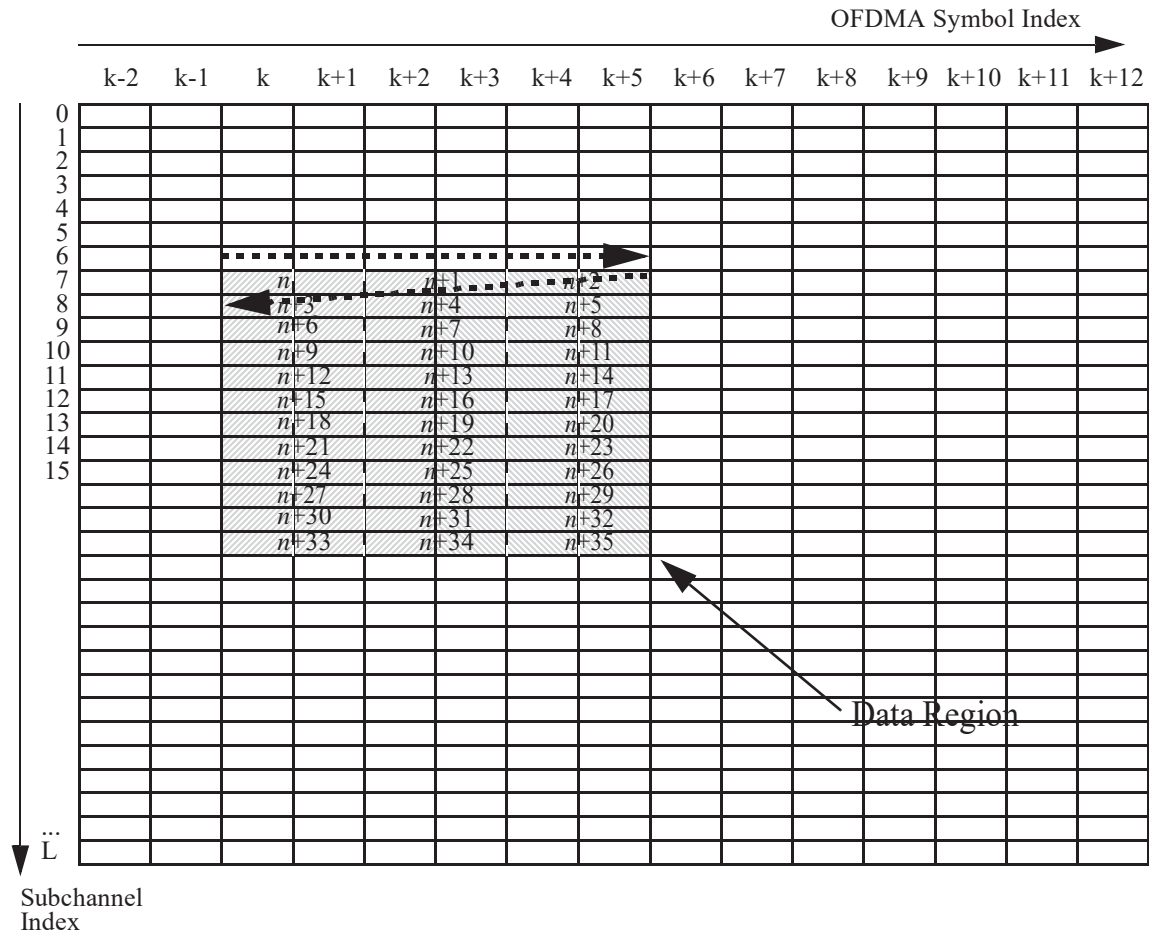 OFDMA Symbol Index
k-2 k-1 k k+1 k+2 k+3 k+4 k+5 k+6 k+7 k+8 k+9 k+10 k+11 k+12
0
1
2
3
4
5
6
7 n n+1 n+2
8 n+3 n+4 n+5
9 n+6 n+7 n+8
10 n+9 n+10 n+11
11 n+12 n+13 n+14
12 n+15 n+16 n+17
13 n+18 n+19 n+20
14 n+21 n+22 n+23
15 n+24 n+25 n+26
n+27 n+28 n+29
n+30 n+31 n+32
n+33 n+34 n+35
Data Region
...
L
Subchannel
Index